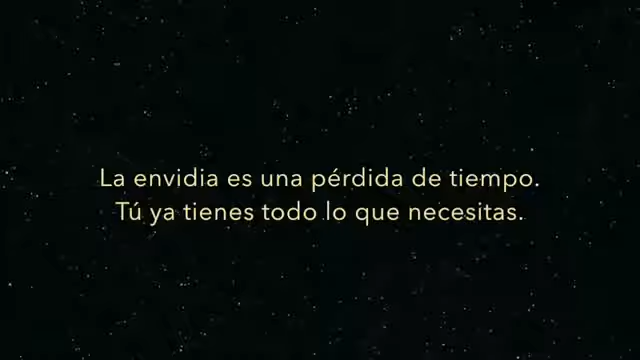 La envidia es una pérdida de tiempo.
Tú ya tienes todo lo que necesitas.